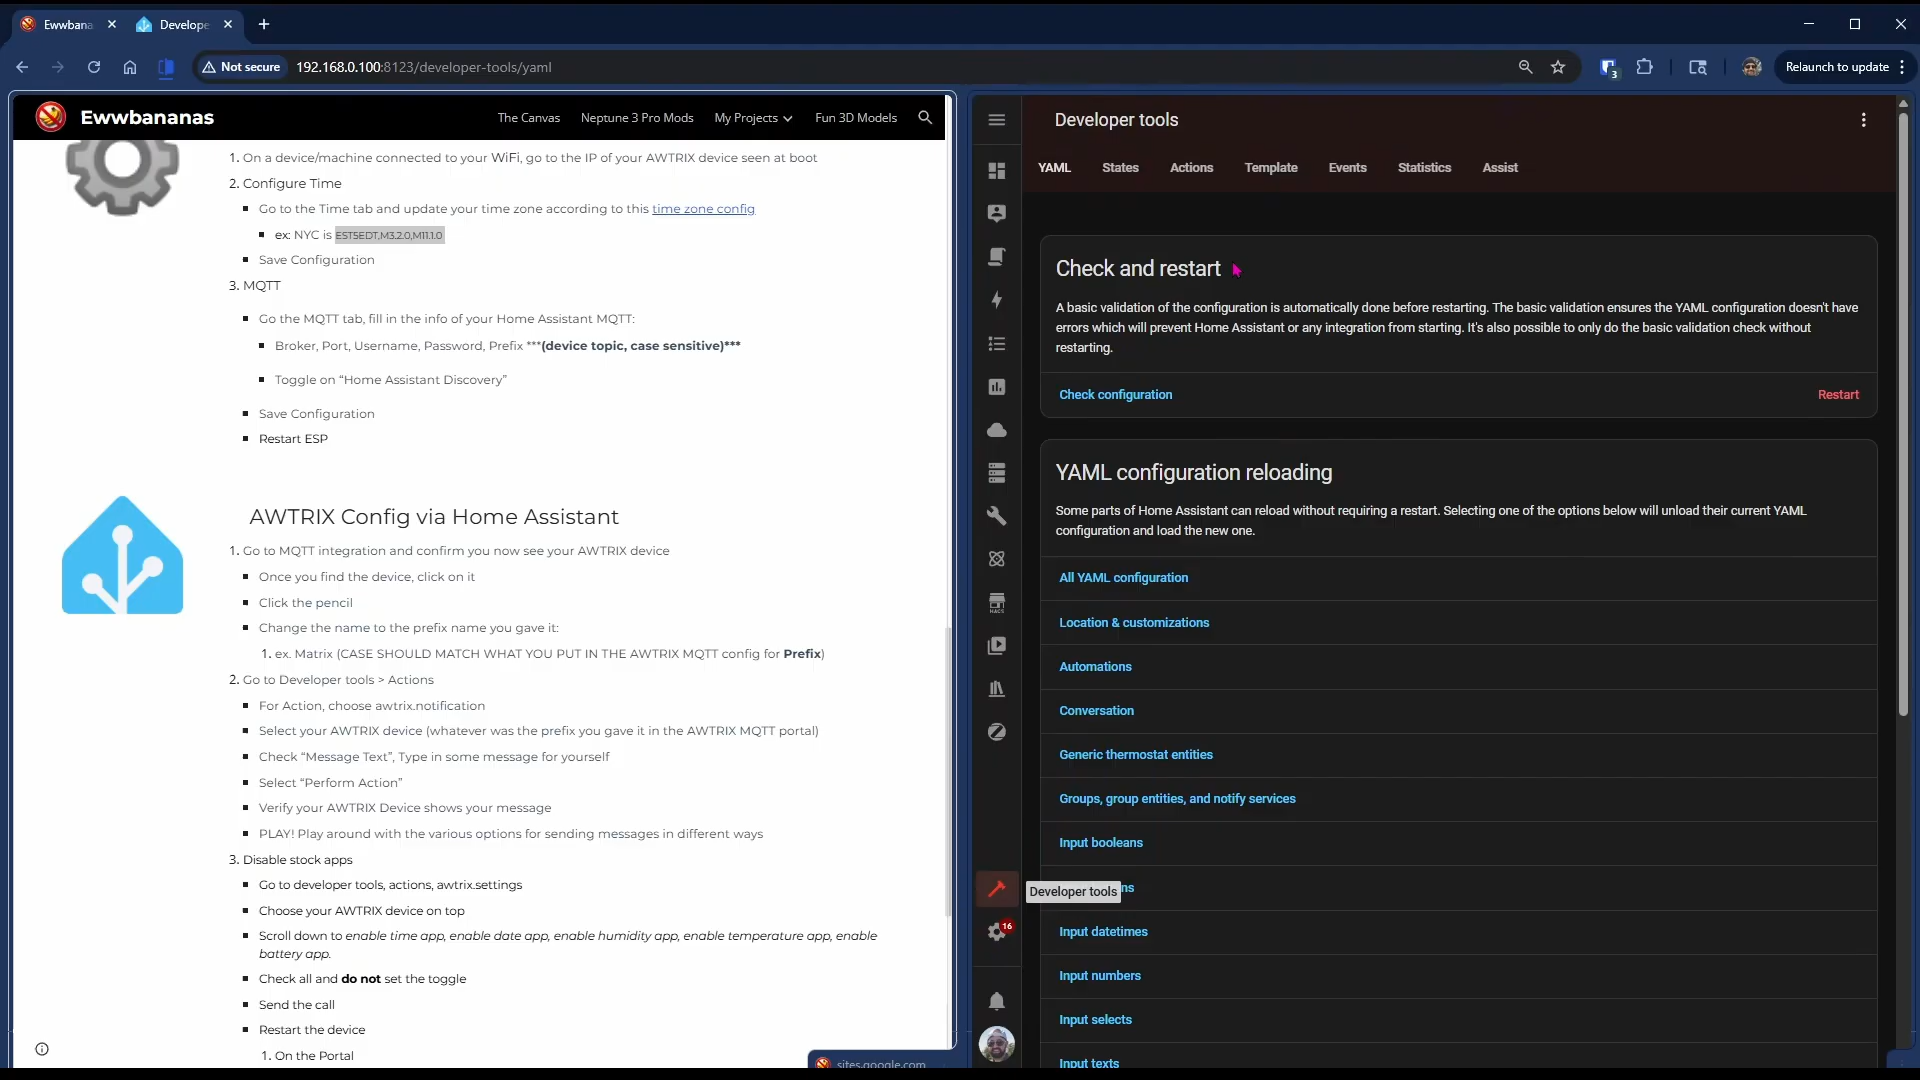 Ewwbana
Develope
Not secure
192.168.0.100:8123/developer-tools/yaml
3
Relaunch to update
Ewwbananas
The Canvas
Neptune 3 Pro Mods
My Projects
Fun 3D Models
1. On a device/machine connected to your WiFi, go to the IP of your AWTRIX device seen at boot
2. Configure Time
Go to the Time tab and update your time zone according to this time zone config
ex: NYC is EST5EDT,M3.2.0,M11.1.0
Save Configuration
3. MQTT
Go the MQTT tab, fill in the info of your Home Assistant MQTT:
Broker, Port, Username, Password, Prefix ***(device topic, case sensitive)***
Toggle on “Home Assistant Discovery”
Save Configuration
Restart ESP
AWTRIX Config via Home Assistant
1. Go to MQTT integration and confirm you now see your AWTRIX device
Once you find the device, click on it
Click the pencil
Change the name to the prefix name you gave it:
1. ex. Matrix (CASE SHOULD MATCH WHAT YOU PUT IN THE AWTRIX MQTT config for Prefix)
2. Go to Developer tools > Actions
For Action, choose awtrix.notification
Select your AWTRIX device (whatever was the prefix you gave it in the AWTRIX MQTT portal)
Check “Message Text”, Type in some message for yourself
Select “Perform Action”
Verify your AWTRIX Device shows your message
PLAY! Play around with the various options for sending messages in different ways
3. Disable stock apps
Go to developer tools, actions, awtrix.settings
Choose your AWTRIX device on top
Scroll down to enable time app, enable date app, enable humidity app, enable temperature app, enable
battery app.
Check all and do not set the toggle
Send the call
Restart the device
1. On the Portal
sites.google.com
Developer tools
YAML
States
Actions
Template
Events
Statistics
Assist
Check and restart
A basic validation of the configuration is automatically done before restarting. The basic validation ensures the YAML configuration doesn't have
errors which will prevent Home Assistant or any integration from starting. It's also possible to only do the basic validation check without
restarting.
Check configuration
Restart
YAML configuration reloading
Some parts of Home Assistant can reload without requiring a restart. Selecting one of the options below will unload their current YAML
configuration and load the new one.
All YAML configuration
Location & customizations
Automations
Conversation
Generic thermostat entities
Groups, group entities, and notify services
Input booleans
Developer tools
ns
Input datetimes
Input numbers
Input selects
Input texts
HACS
16